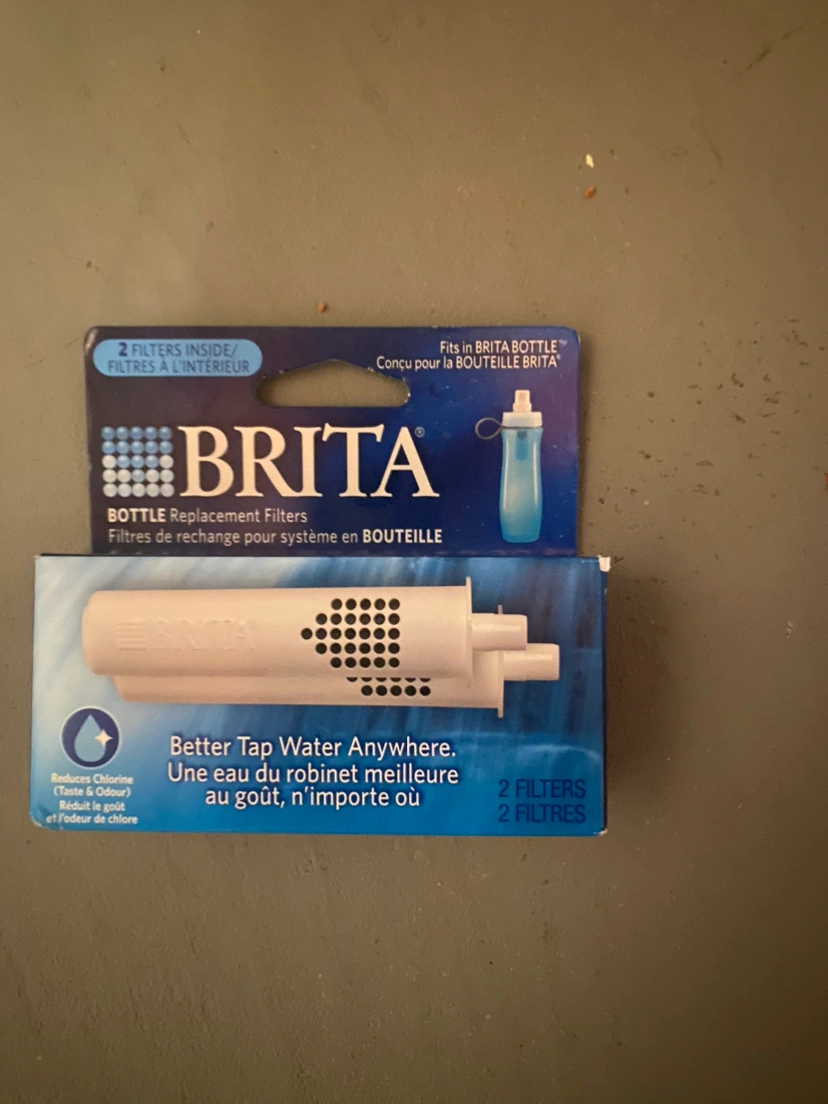 2 FILTERS INSIDE/
FILTRES À L'INTÉRIEUR
Fits in BRITA BOTTLE™
Conçu pour la BOUTEILLE BRITA®
BRITA®
BOTTLE Replacement Filters
Filtres de rechange pour système en BOUTEILLE
BRITA
Better Tap Water Anywhere.
Une eau du robinet meilleure
au goût, n'importe où
Reduces Chlorine
(Taste & Odour)
Réduit le goût
et l'odeur de chlore
2 FILTERS
2 FILTRES